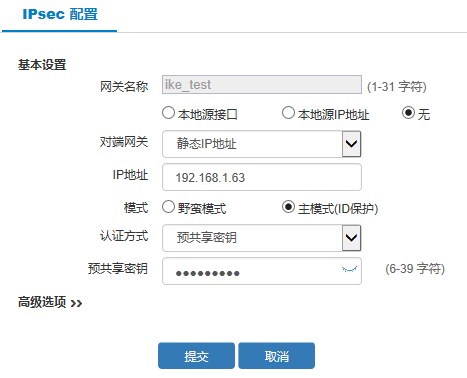 IPsec 配置
基本设置
网关名称 ike_test (1-31 字符)
本地源接口 本地源IP地址 无
对端网关 静态IP地址
IP地址 192.168.1.63
模式 野蛮模式 主模式(ID保护)
认证方式 预共享密钥
预共享密钥 ●●●●●●●●● (6-39 字符)
高级选项 >>
提交 取消